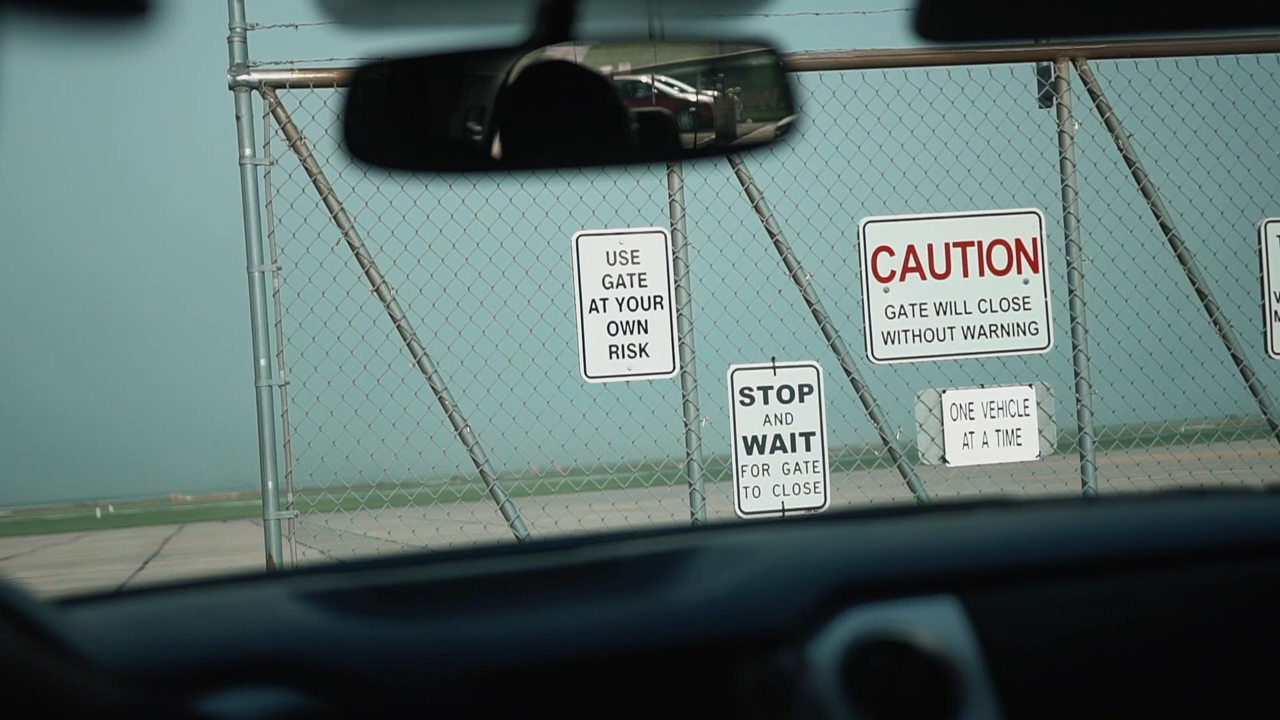 USE
GATE
AT YOUR
OWN
RISK
STOP
AND
WAIT
FOR GATE
TO CLOSE
CAUTION
GATE WILL CLOSE
WITHOUT WARNING
ONE VEHICLE
AT A TIME